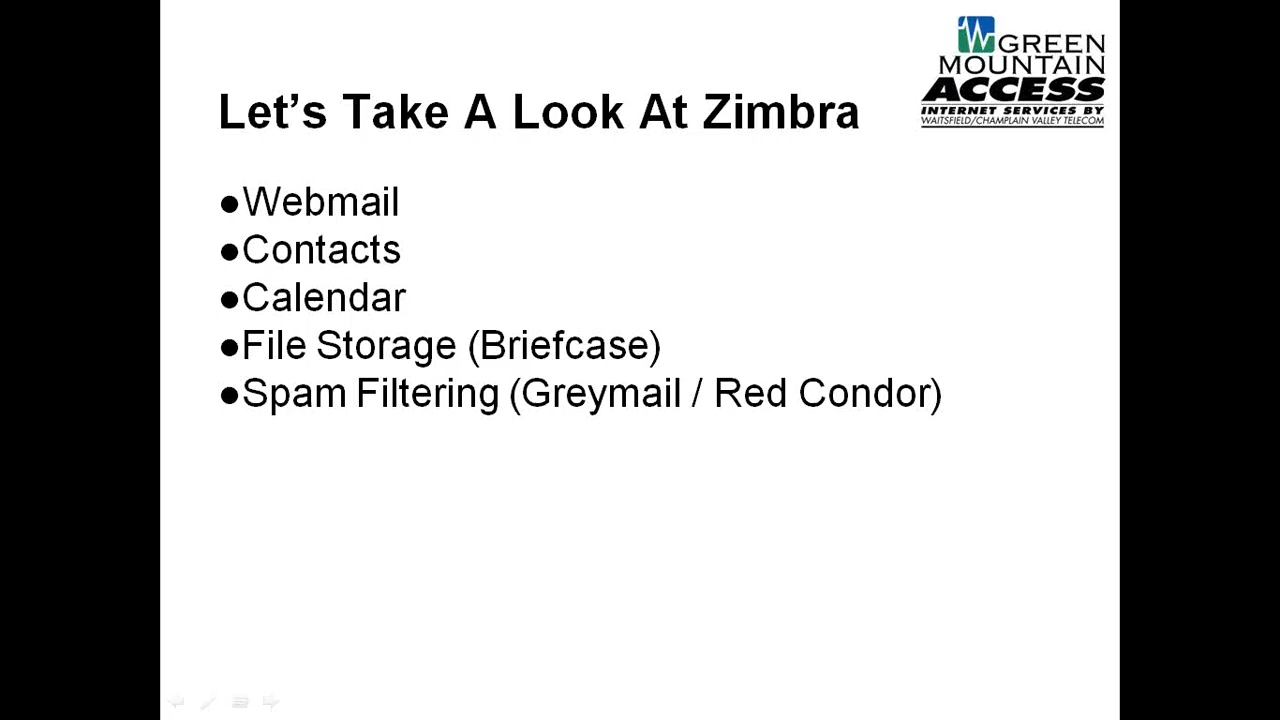 GREEN
MOUNTAIN
ACCESS
INTERNET SERVICES BY
WAITSFIELD/CHAMPLAIN VALLEY TELECOM
Let’s Take A Look At Zimbra
●Webmail
●Contacts
●Calendar
●File Storage (Briefcase)
●Spam Filtering (Greymail / Red Condor)